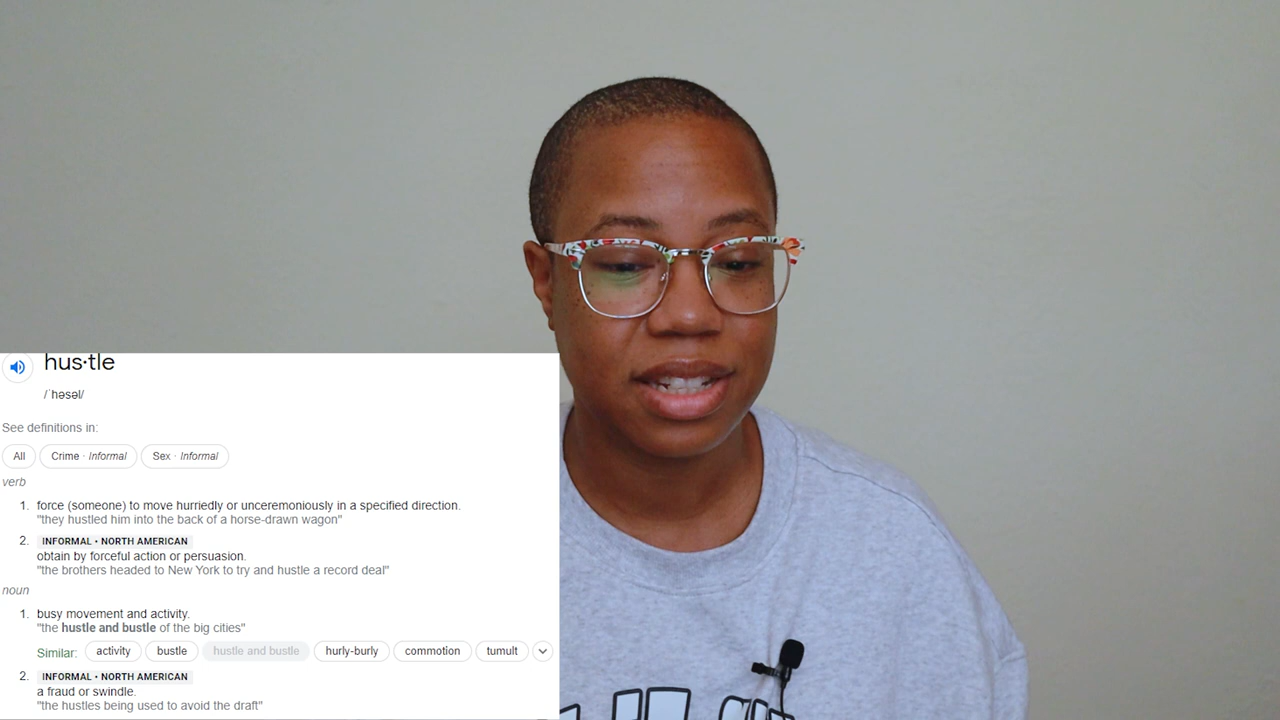 hus·tle
/ˈhəsəl/
See definitions in:
All
Crime · Informal
Sex · Informal
verb
1. force (someone) to move hurriedly or unceremoniously in a specified direction.
"they hustled him into the back of a horse-drawn wagon"
2. INFORMAL • NORTH AMERICAN
obtain by forceful action or persuasion.
"the brothers headed to New York to try and hustle a record deal"
noun
1. busy movement and activity.
"the hustle and bustle of the big cities"
Similar: activity bustle hustle and bustle hurly-burly commotion tumult
2. INFORMAL • NORTH AMERICAN
a fraud or swindle.
"the hustles being used to avoid the draft"